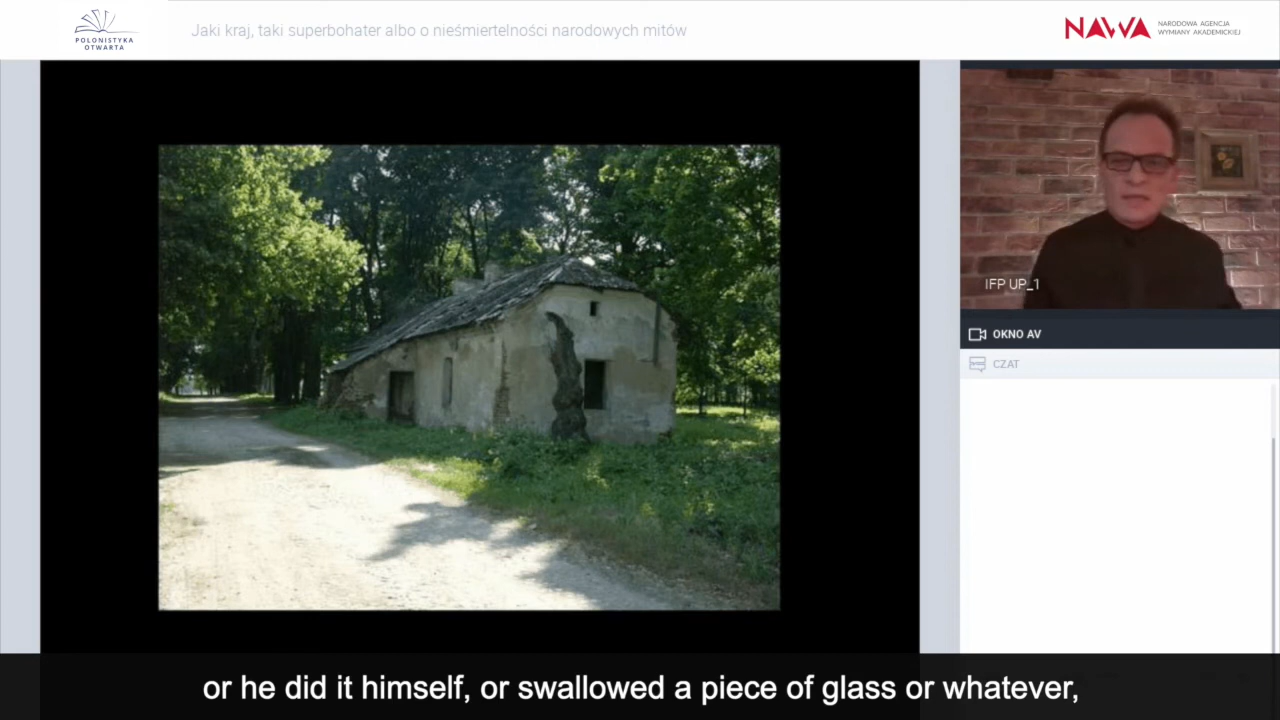 POLONISTYKA
OTWARTA
Jaki kraj, taki superbohater albo o nieśmiertelności narodowych mitów
NAWA
NARODOWA AGENCJA
WYMIANY AKADEMICKIEJ
IFP UP_1
OKNO AV
CZAT
or he did it himself, or swallowed a piece of glass or whatever,